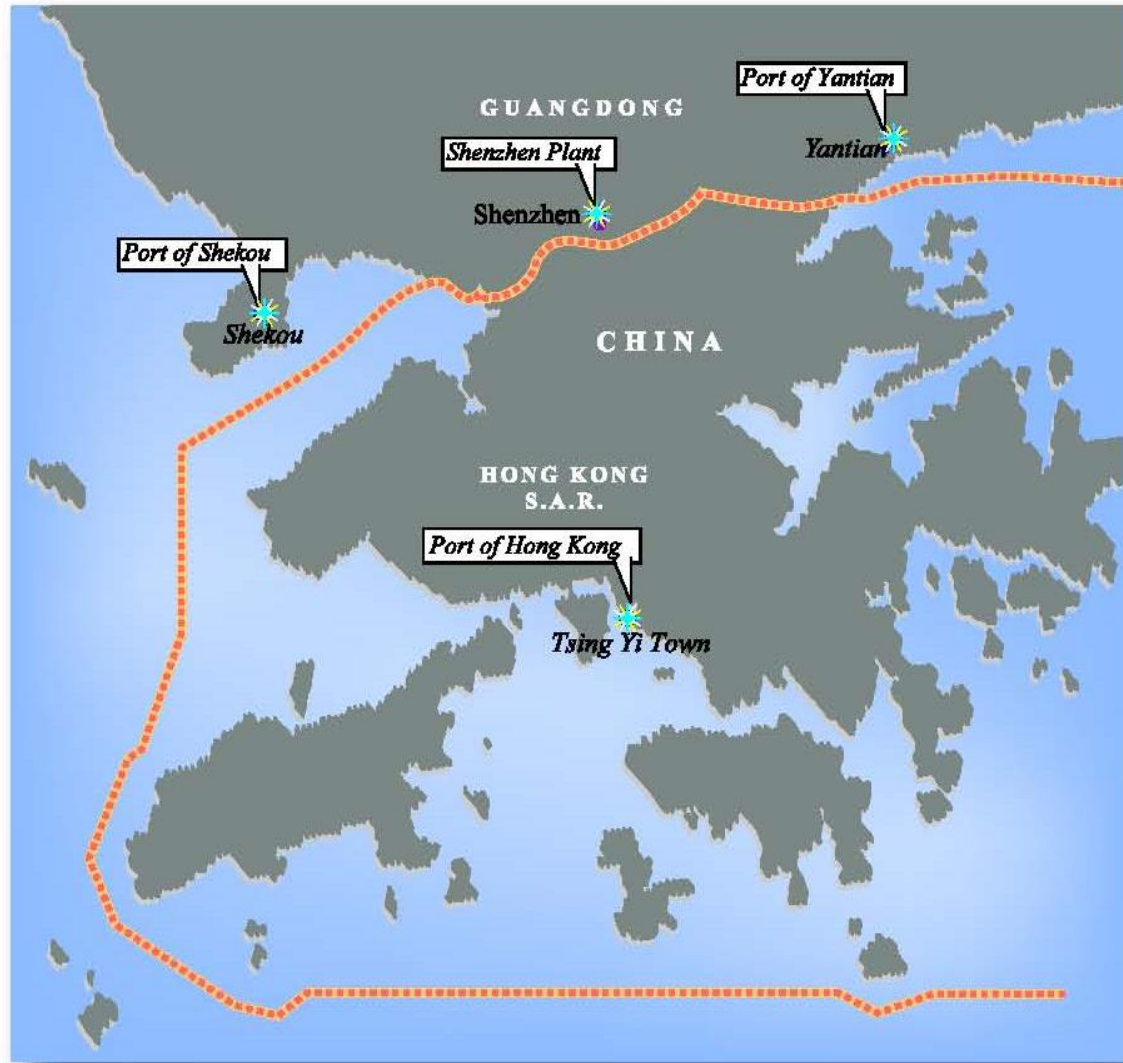 Port of Yantian
GUANGDONG
Shenzhen Plant
Yantian
Shenzhen
Port of Shekou
Shekou
CHINA
HONG KONG
S.A.R.
Port of Hong Kong
Tsing Yi Town